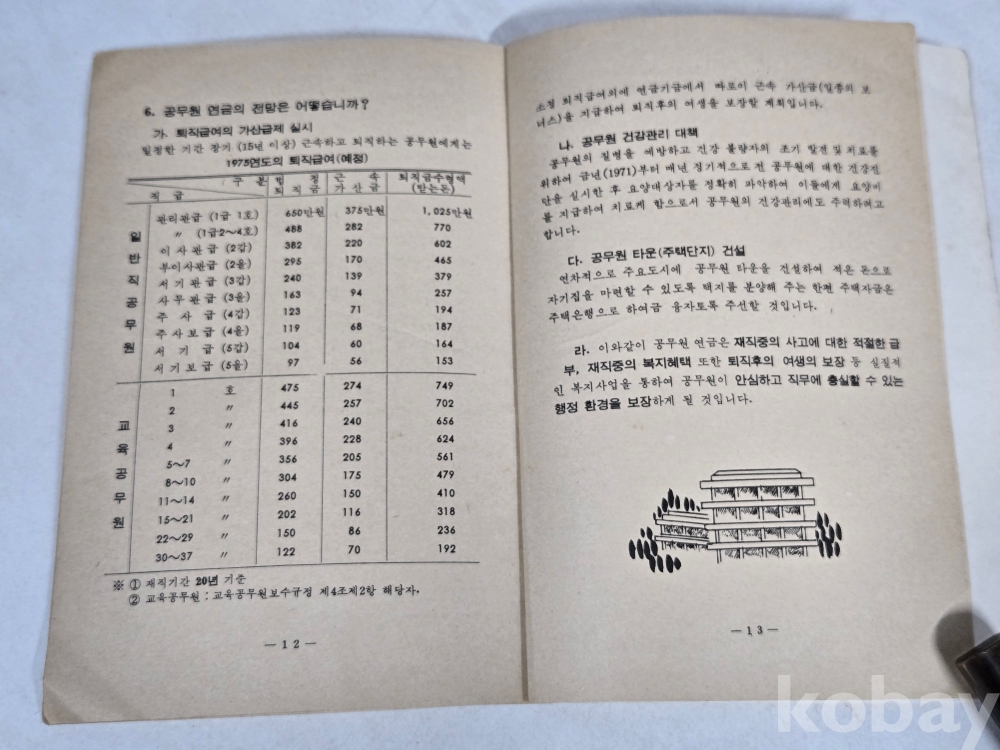 6. 공무원 연금의 전망은 어떻습니까?
가. 퇴직급여의 가산급제 실시
일정한 기간 장기 (15년 이상) 근속하고 퇴직하는 공무원에게는
1975년도의 퇴직급여(예정)
직급 구분 법정퇴직금 근속가산금 퇴직금수령액(받는돈)
일반직공무원
관리관급 (1급 1호) 650만원 375만원 1,025만원
〃 (1급2~4호) 488 282 770
이사관급 (2갑) 382 220 602
부이사관급 (2을) 295 170 465
서기관급 (3갑) 240 139 379
사무관급 (3을) 163 94 257
주사급 (4갑) 123 71 194
주사보급 (4을) 119 68 187
서기급 (5갑) 104 60 164
서기보급 (5을) 97 56 153
교육공무원
1 호 475 274 749
2 〃 445 257 702
3 〃 416 240 656
4 〃 396 228 624
5~7 〃 356 205 561
8~10 〃 304 175 479
11~14 〃 260 150 410
15~21 〃 202 116 318
22~29 〃 150 86 236
30~37 〃 122 70 192
※ ① 재직기간 20년 기준
② 교육공무원 : 교육공무원보수규정 제4조제2항 해당자.
— 12 —
소정 퇴직급여외에 연금기금에서 따로이 근속 가산금(일종의 보
너스)을 지급하여 퇴직후의 여생을 보장할 계획입니다.
나. 공무원 건강관리 대책
공무원의 질병을 예방하고 건강 불량자의 조기 발견 및 치료를
위하여 금년(1971)부터 매년 정기적으로 전 공무원에 대한 건강진
단을 실시한 후 요양대상자를 정확히 파악하여 이들에게 요양비
를 지급하여 치료케 함으로서 공무원의 건강관리에도 주력하려고
합니다.
다. 공무원 타운(주택단지) 건설
연차적으로 주요도시에 공무원 타운을 건설하여 적은 돈으로
자기집을 마련할 수 있도록 택지를 분양해 주는 한편 주택자금은
주택은행으로 하여금 융자토록 주선할 것입니다.
라. 이와같이 공무원 연금은 재직중의 사고에 대한 적절한 급
부, 재직중의 복지혜택 또한 퇴직후의 여생의 보장 등 실질적
인 복지사업을 통하여 공무원이 안심하고 직무에 충실할 수 있는
행정 환경을 보장하게 될 것입니다.
— 13 —
kobay